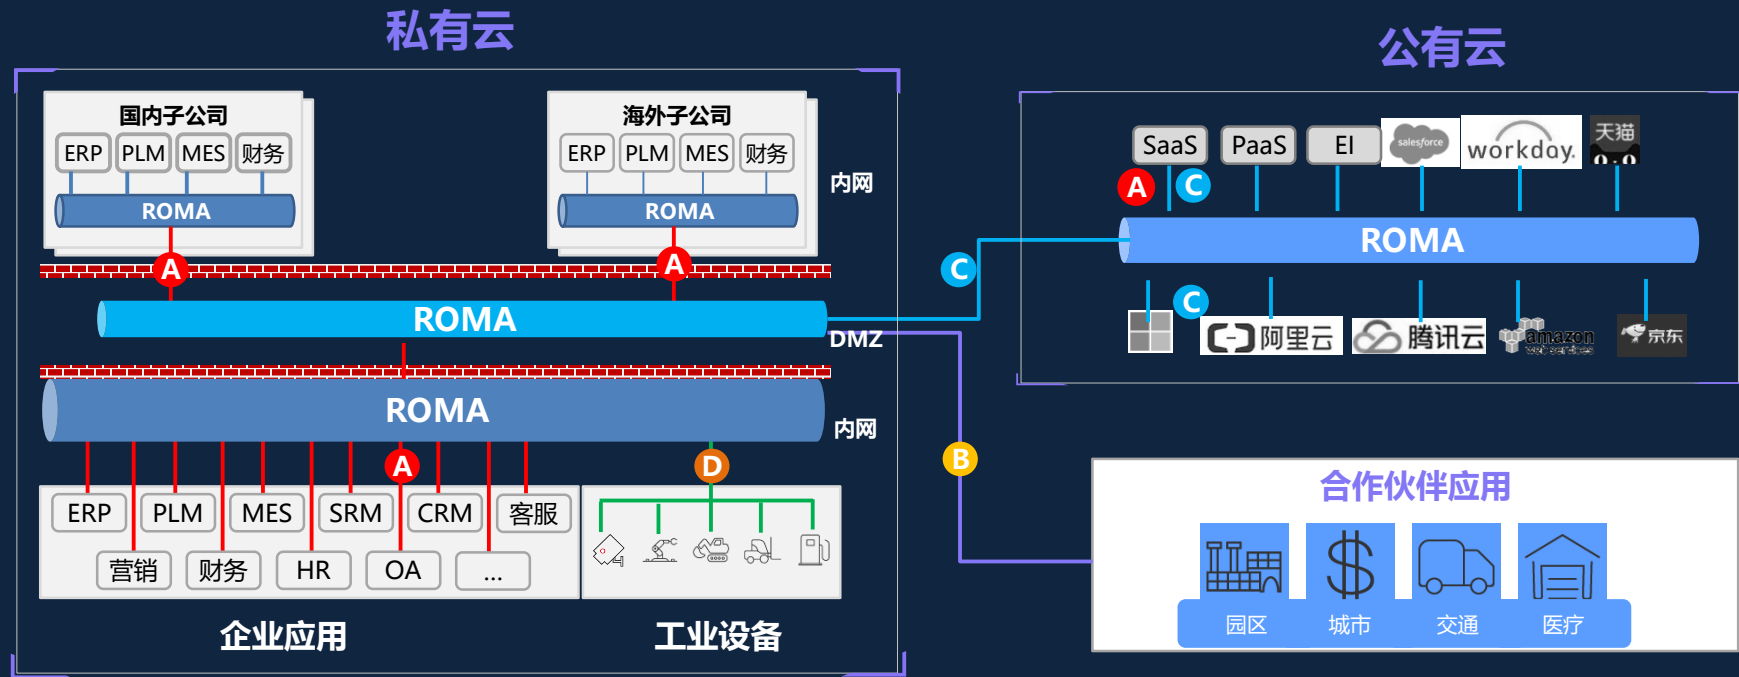 私有云
公有云
国内子公司
ERP PLM MES 财务
ROMA
海外子公司
ERP PLM MES 财务
ROMA
内网
A
A
ROMA
DMZ
ROMA
内网
A
D
ERP PLM MES SRM CRM 客服
营销 财务 HR OA ...
企业应用
工业设备
C
B
SaaS PaaS EI salesforce workday. 天猫
A C
ROMA
C
阿里云 腾讯云 amazon 京东
web services
合作伙伴应用
园区 城市 交通 医疗